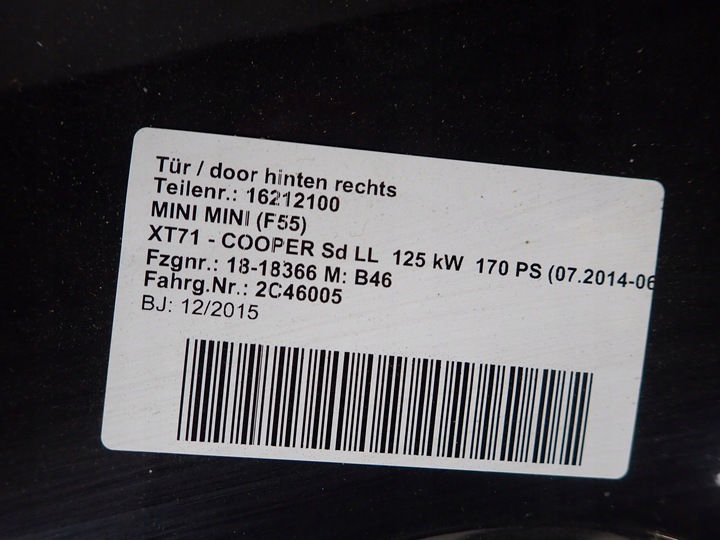 Tür / door hinten rechts
Teilenr.: 16212100
MINI MINI (F55)
XT71 - COOPER Sd LL 125 kW 170 PS (07.2014-06
Fzgnr.: 18-18366 M: B46
Fahrg.Nr.: 2C46005
BJ: 12/2015